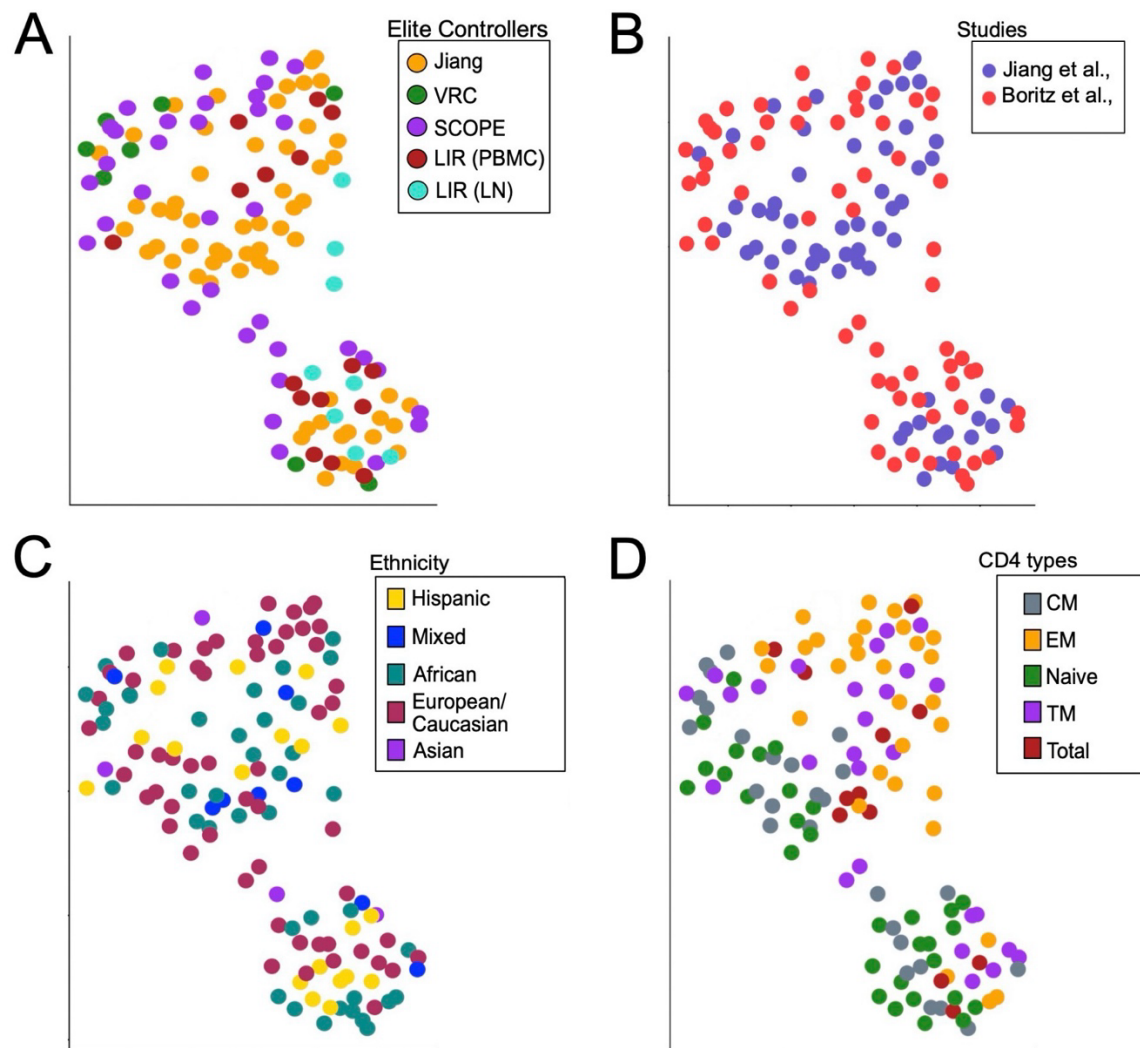 A
Elite Controllers
Jiang
VRC
SCOPE
LIR (PBMC)
LIR (LN)
B
Studies
Jiang et al.,
Boritz et al.,
C
Ethnicity
Hispanic
Mixed
African
European/
Caucasian
Asian
D
CD4 types
CM
EM
Naive
TM
Total